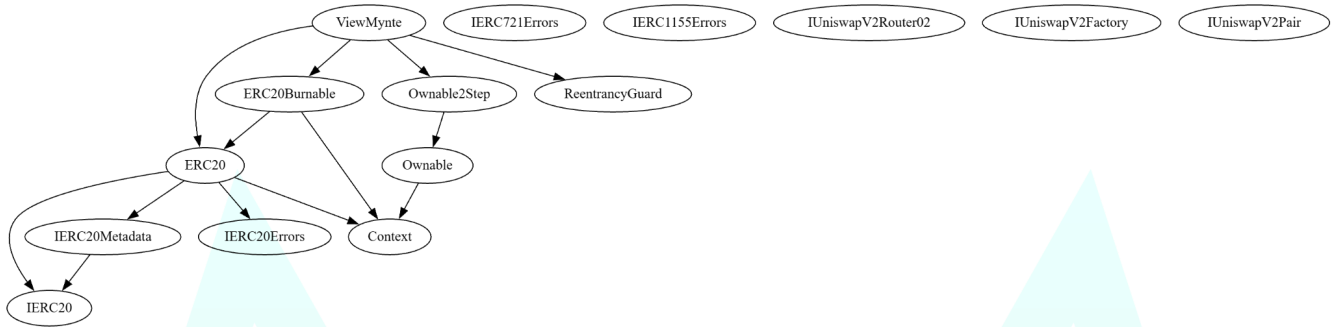 ViewMynte
IERC721Errors
IERC1155Errors
IUniswapV2Router02
IUniswapV2Factory
IUniswapV2Pair
ERC20Burnable
Ownable2Step
ReentrancyGuard
ERC20
Ownable
IERC20Metadata
IERC20Errors
Context
IERC20